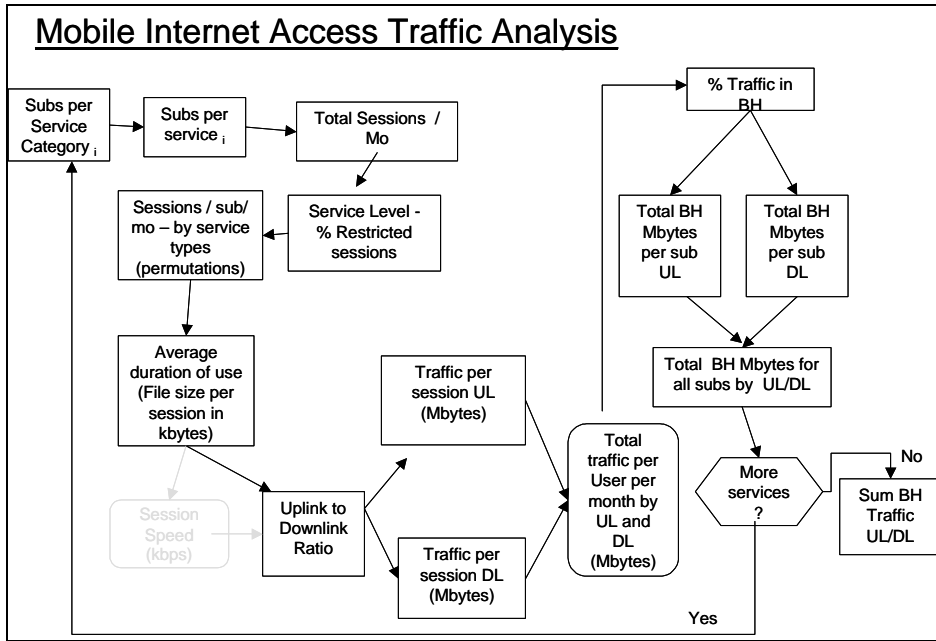 Mobile Internet Access Traffic Analysis
Subs per
Service
Category i
Subs per
service i
Total Sessions /
Mo
Service Level -
% Restricted
sessions
Sessions / sub/
mo – by service
types
(permutations)
Average
duration of use
(File size per
session in
kbytes)
Session
Speed
(kbps)
Uplink to
Downlink
Ratio
Traffic per
session UL
(Mbytes)
Traffic per
session DL
(Mbytes)
Total
traffic per
User per
month by
UL and
DL
(Mbytes)
% Traffic in
BH
Total BH
Mbytes
per sub
UL
Total BH
Mbytes
per sub
DL
Total BH Mbytes for
all subs by UL/DL
More
services
?
No
Sum BH
Traffic
UL/DL
Yes